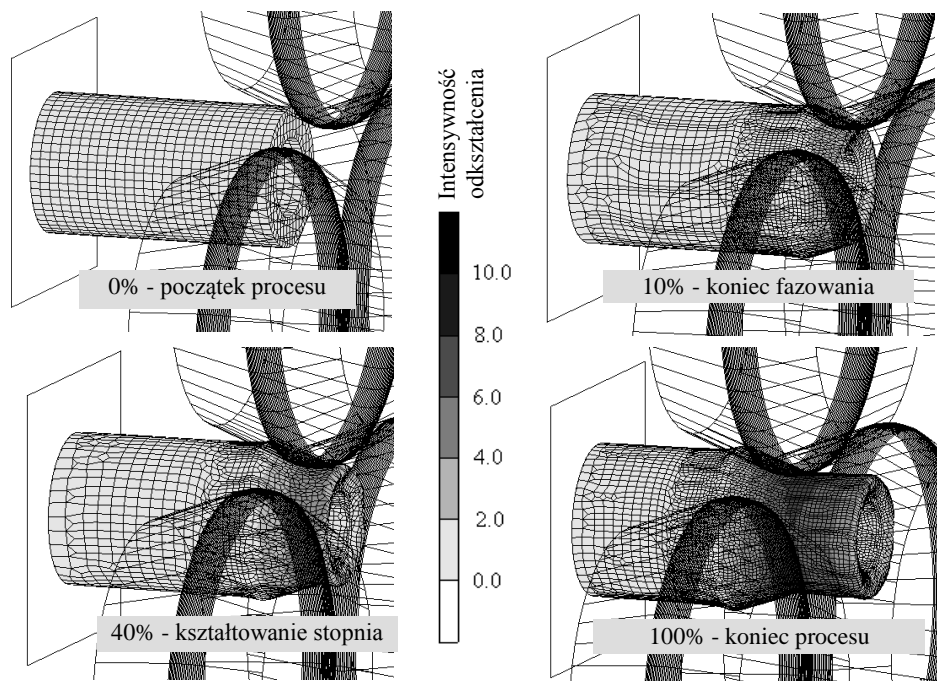 0% - początek procesu
Intensywność
odkształcenia
10.0
8.0
6.0
4.0
2.0
0.0
10% - koniec fazowania
40% - kształtowanie stopnia
100% - koniec procesu